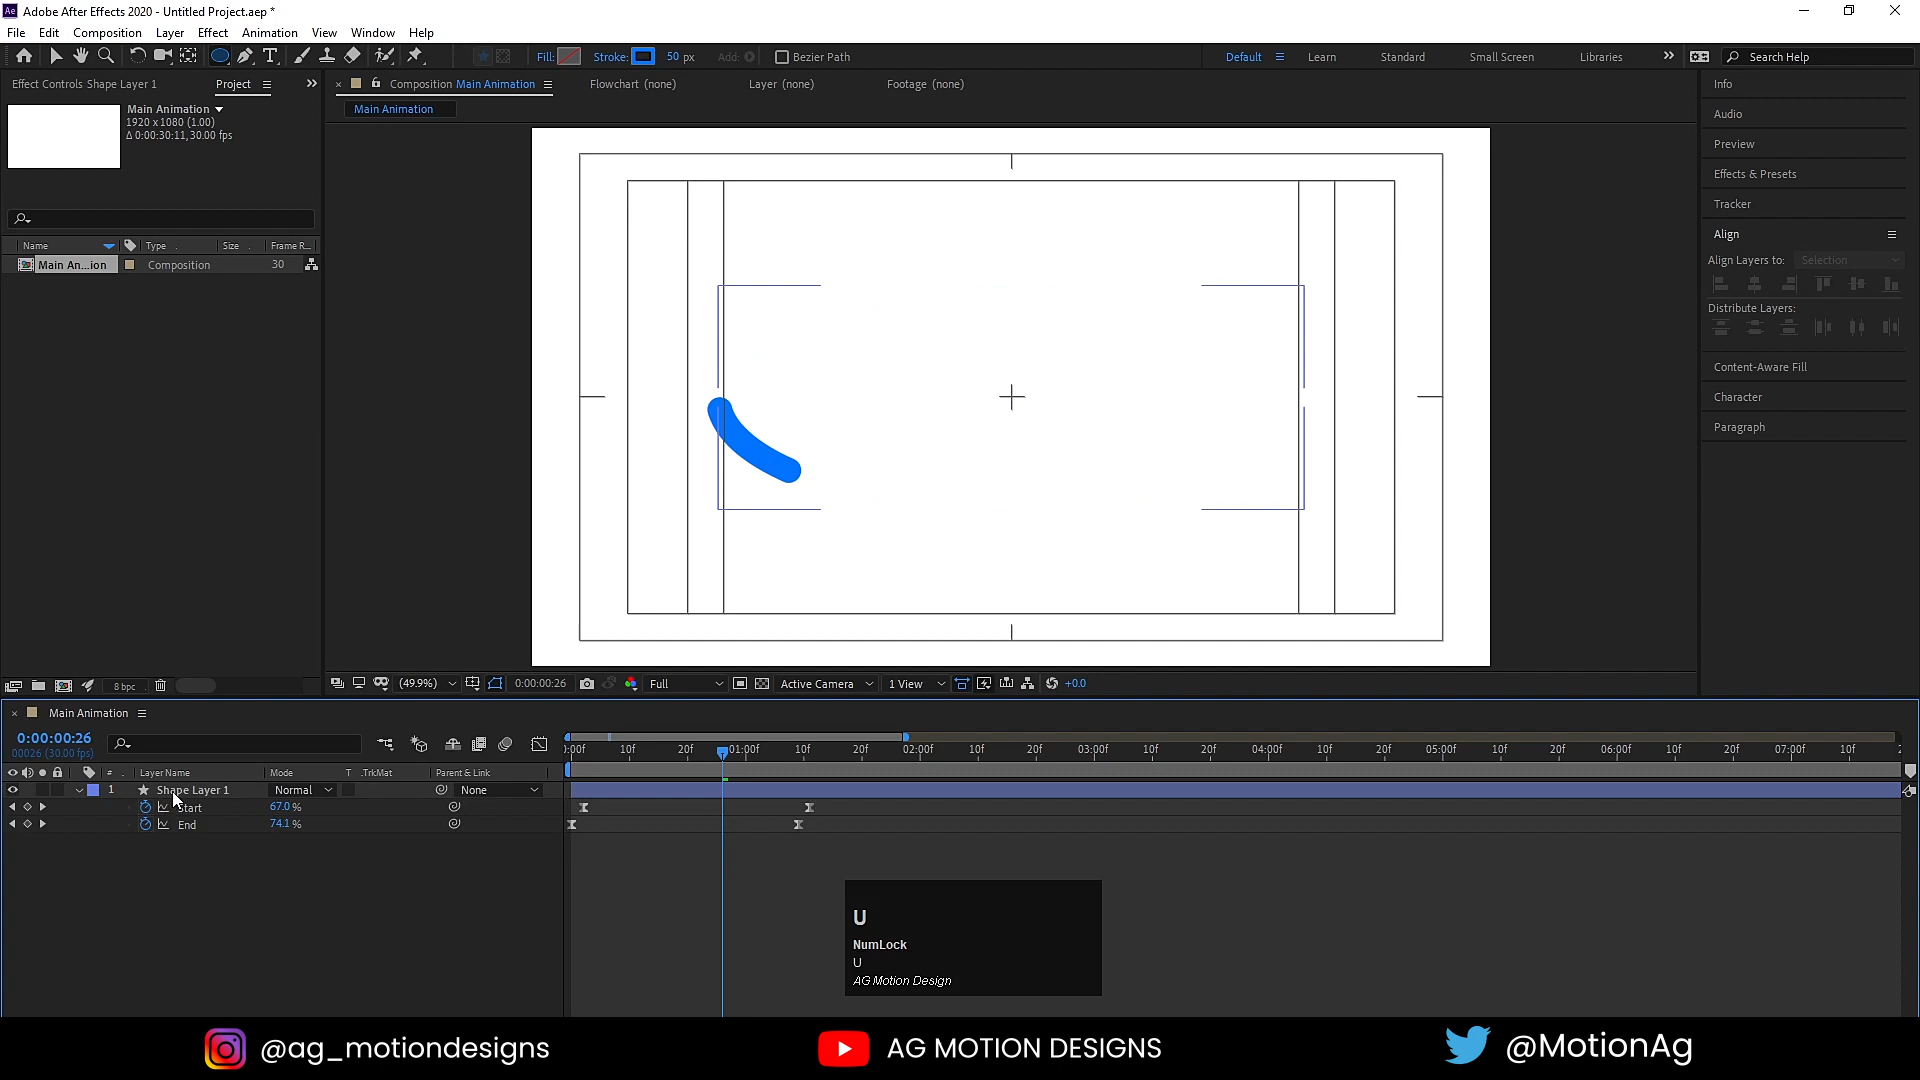 Adobe After Effects 2020 - Untitled Project.aep *
File Edit Composition Layer Effect Animation View Window Help
Fill: Stroke: 50 px Add: Bezier Path Default Learn Standard Small Screen Libraries Search Help
Effect Controls Shape Layer 1 Project Composition Main Animation Flowchart (none) Layer (none) Footage (none) Info
Main Animation
1920 x 1080 (1.00)
Δ 0:00:30:11, 30.00 fps
Main Animation
Audio
Preview
Effects & Presets
Tracker
Align
Align Layers to: Selection
Distribute Layers:
Content-Aware Fill
Character
Paragraph
Name Type Size Frame R...
Main An...ion Composition 30
8 bpc (49.9%) 0:00:00:26 Full Active Camera 1 View +0.0
Main Animation
0:00:00:26
00026 (30.00 fps)
:00f 10f 20f 01:00f 10f 20f 02:00f 10f 20f 03:00f 10f 20f 04:00f 10f 20f 05:00f 10f 20f 06:00f 10f 20f 07:00f 10f 2
# Layer Name Mode T .TrkMat Parent & Link
1 Shape Layer 1 Normal None
Start 67.0 %
End 74.1 %
U
NumLock
U
AG Motion Design
@ag_motiondesigns AG MOTION DESIGNS @MotionAg